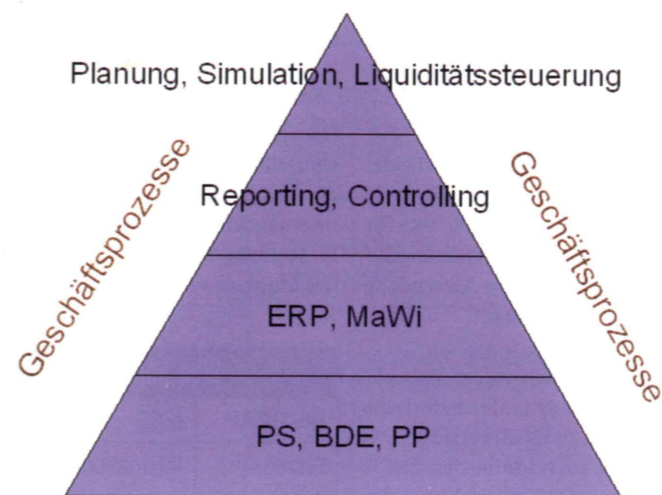 Planung, Simulation, Liquiditätssteuerung
Geschäftsprozesse
Geschäftsprozesse
Reporting, Controlling
ERP, MaWi
PS, BDE, PP